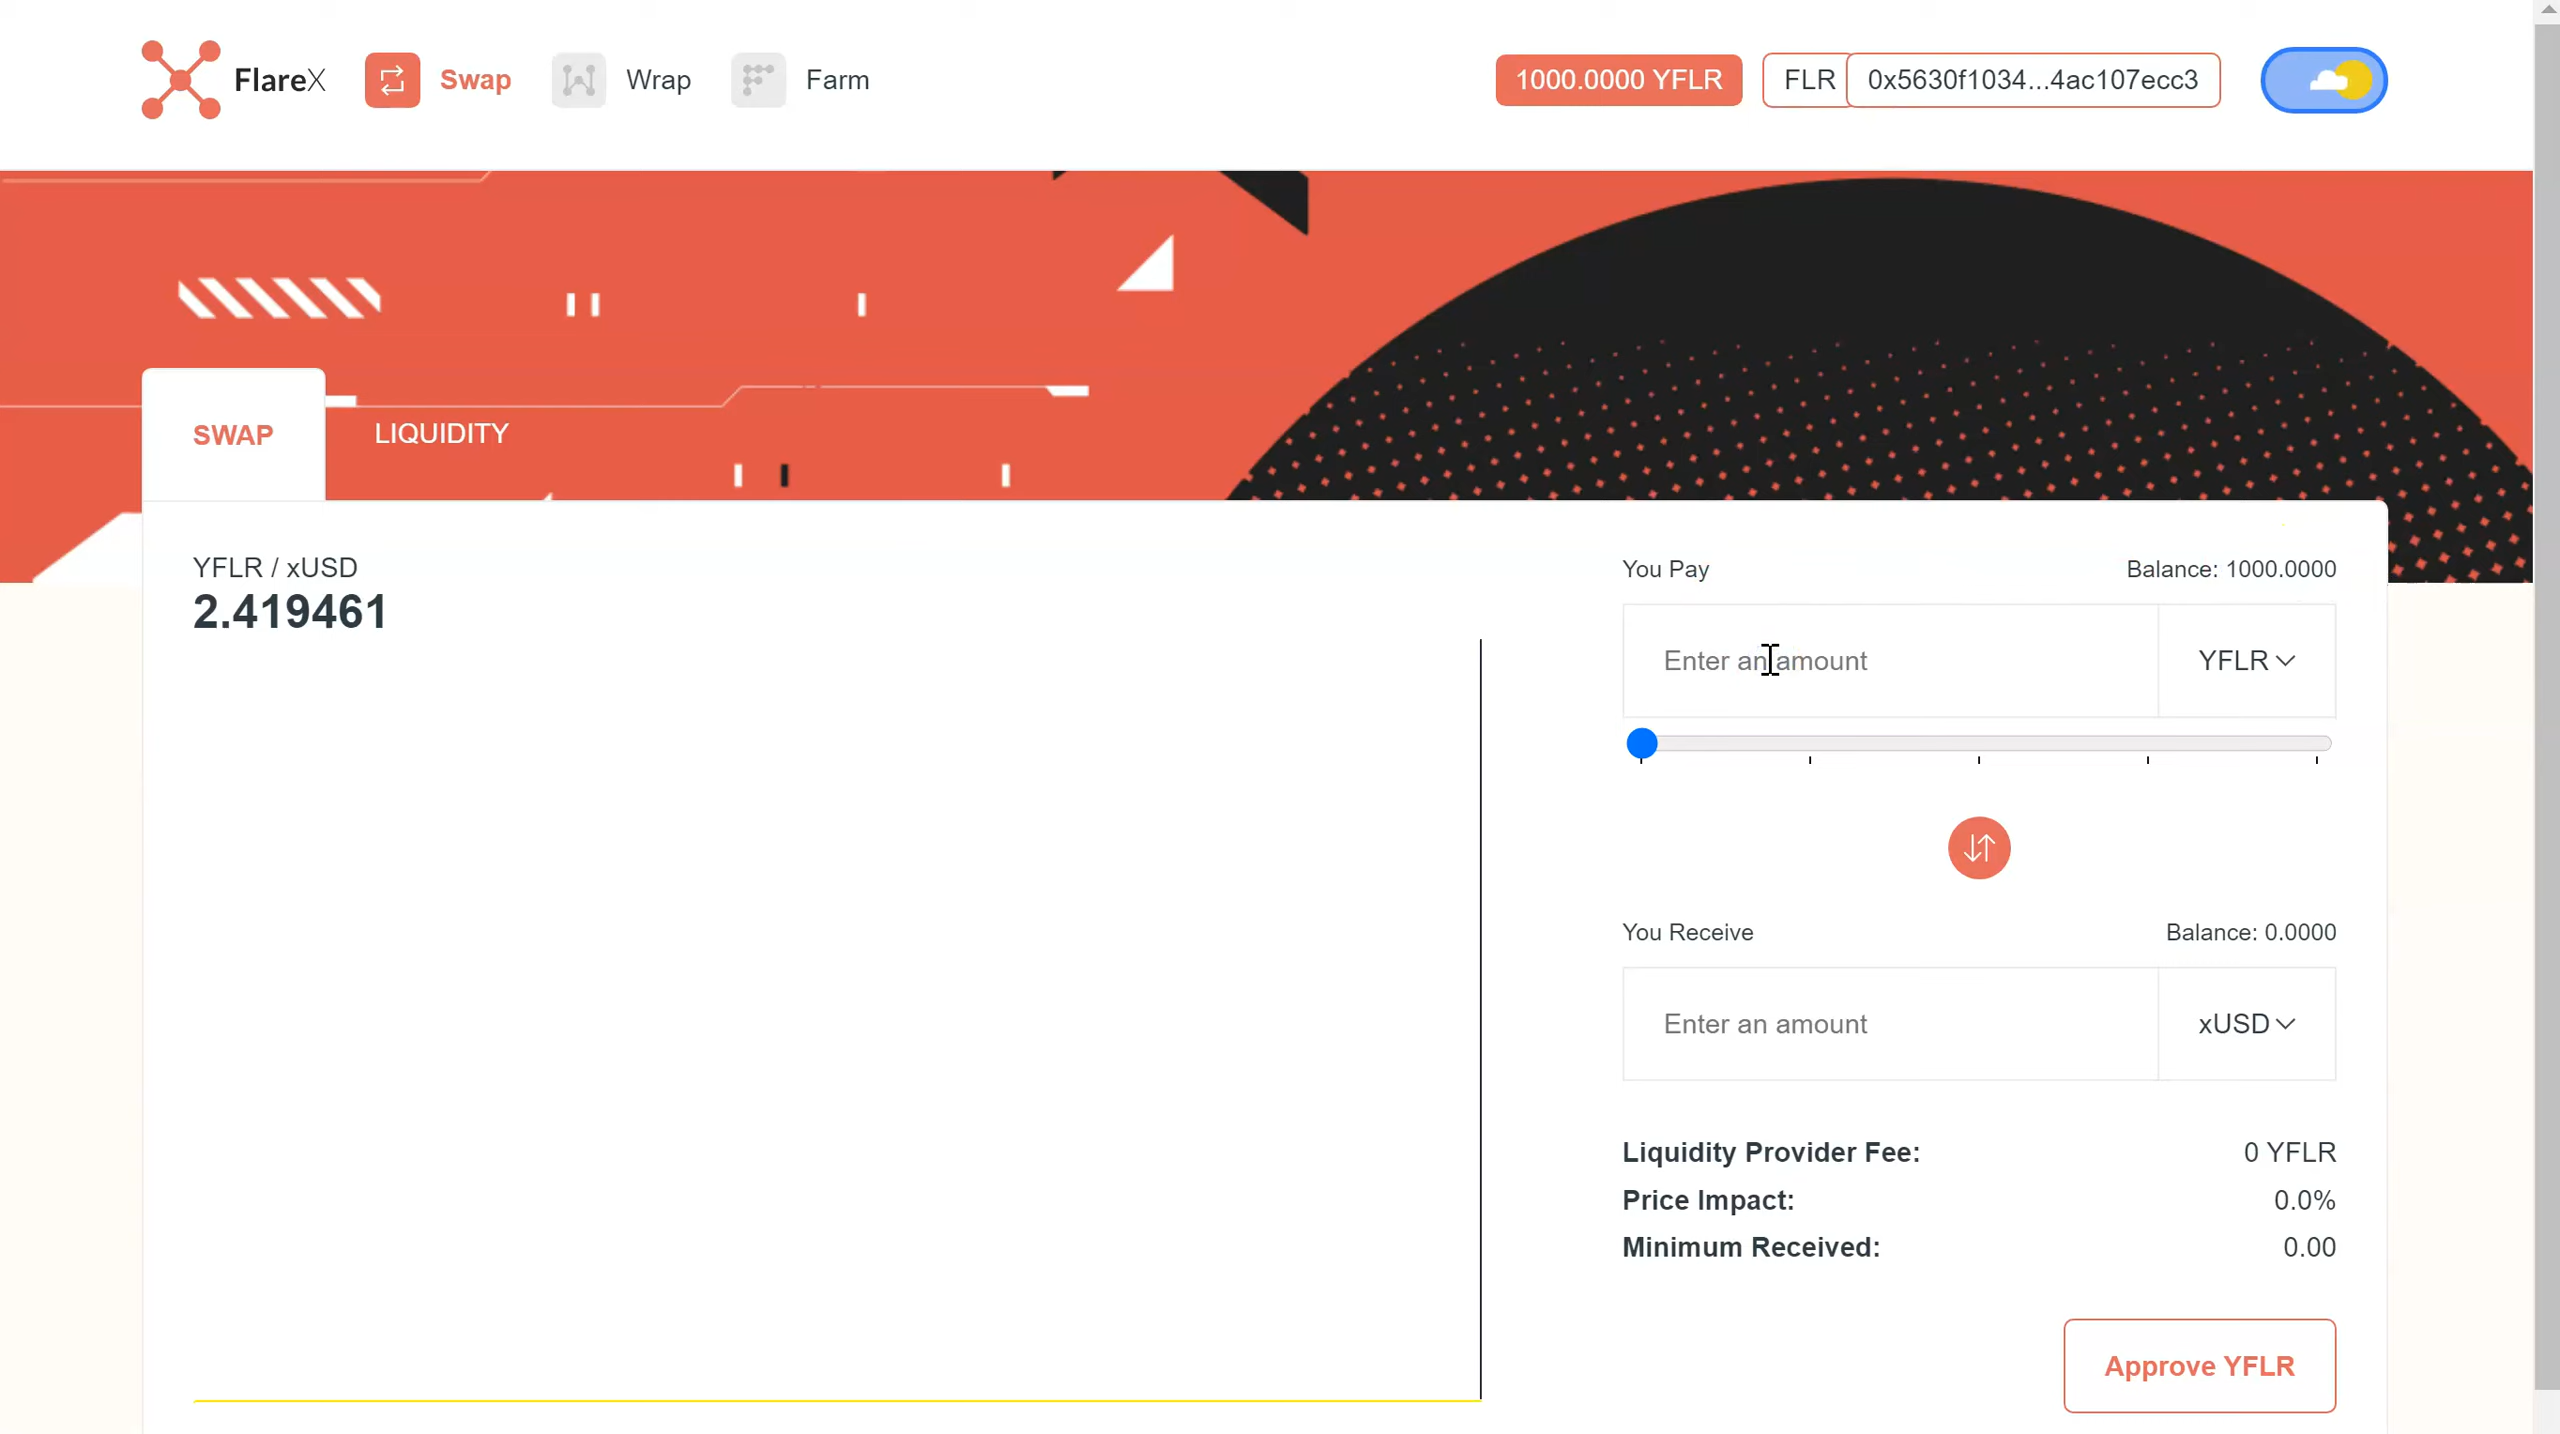 FlareX
Swap
Wrap
Farm
1000.0000 YFLR
FLR
0x5630f1034...4ac107ecc3
SWAP
LIQUIDITY
YFLR / xUSD
2.419461
You Pay
Balance: 1000.0000
Enter an amount
YFLR
You Receive
Balance: 0.0000
Enter an amount
xUSD
Liquidity Provider Fee:
0 YFLR
Price Impact:
0.0%
Minimum Received:
0.00
Approve YFLR